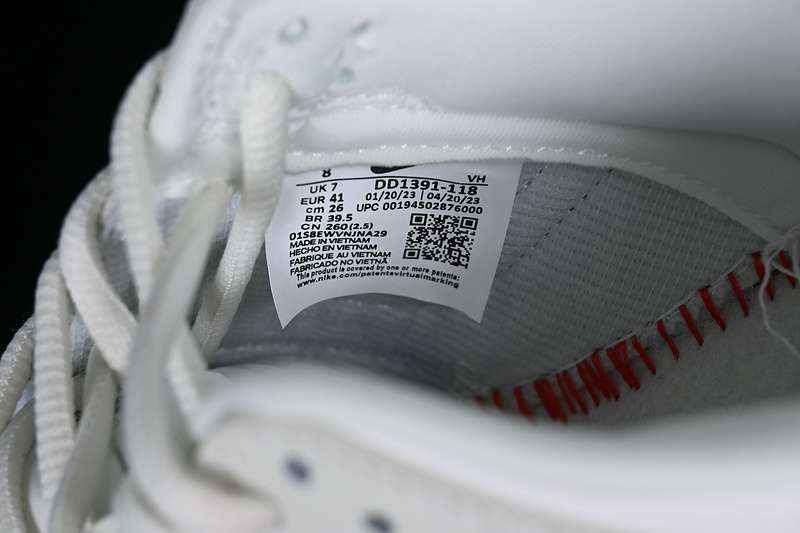 8
VH
UK 7
DD1391-118
EUR 41
01/20/23 | 04/20/23
cm 26
UPC 00194502876000
BR 39.5
CN 260(2.5)
01SBEWVNJNA29
MADE IN VIETNAM
HECHO EN VIETNAM
FABRIQUE AU VIETNAM
FABRICADO NO VIETNÃ
This product is covered by one or more patents:
www.nike.com/patentsvirtualmarking